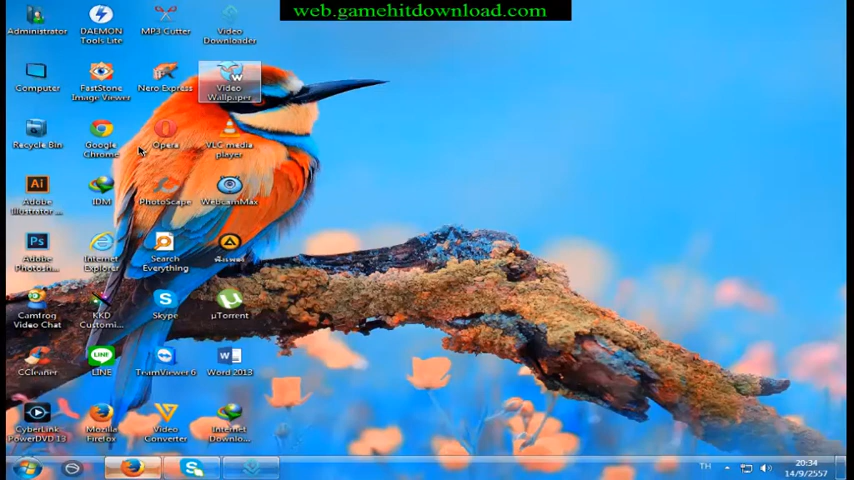 web.gamehitdownload.com
Administrator
DAEMON
Tools Lite
MP3 Cutter
Video
Downloader
Computer
FastStone
Image Viewer
Nero Express
Video
Wallpaper
Recycle Bin
Google
Chrome
Opera
VLC media
player
Adobe
Illustrator ...
IDM
PhotoScape
WebcamMax
Adobe
Photosh...
Internet
Explorer
Search
Everything
Camfrog
Video Chat
KKD
Customi...
Skype
µTorrent
CCleaner
LINE
TeamViewer 6
Word 2013
CyberLink
PowerDVD 13
Mozilla
Firefox
Video
Converter
Internet
Downlo...
TH
20:34
14/9/2557